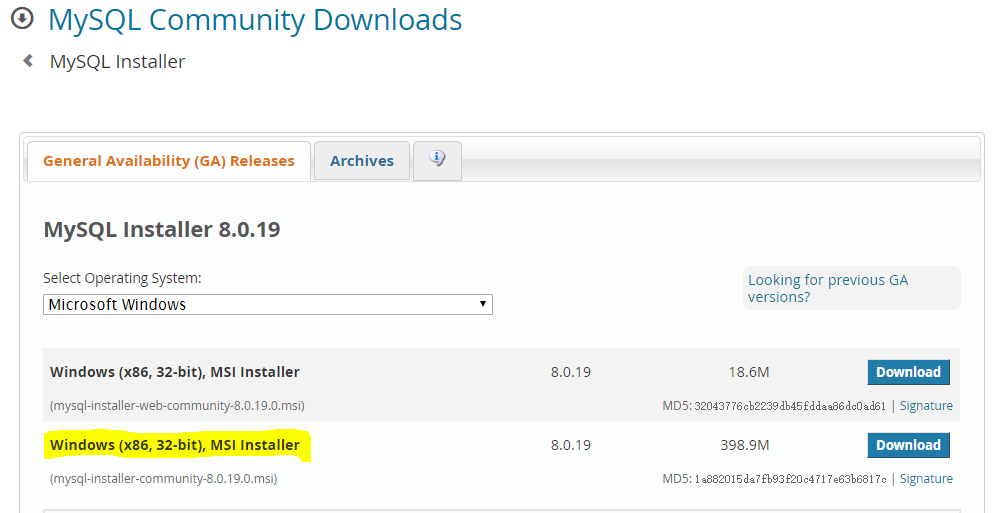 MySQL Community Downloads
MySQL Installer
General Availability (GA) Releases Archives
MySQL Installer 8.0.19
Select Operating System:
Looking for previous GA
versions?
Microsoft Windows
Windows (x86, 32-bit), MSI Installer 8.0.19 18.6M Download
(mysql-installer-web-community-8.0.19.0.msi) MD5: 32043776cb2239db45fddaa86dc0ad61 | Signature
Windows (x86, 32-bit), MSI Installer 8.0.19 398.9M Download
(mysql-installer-community-8.0.19.0.msi) MD5: 1a882015da7fb93f20c4717e63b6817c | Signature